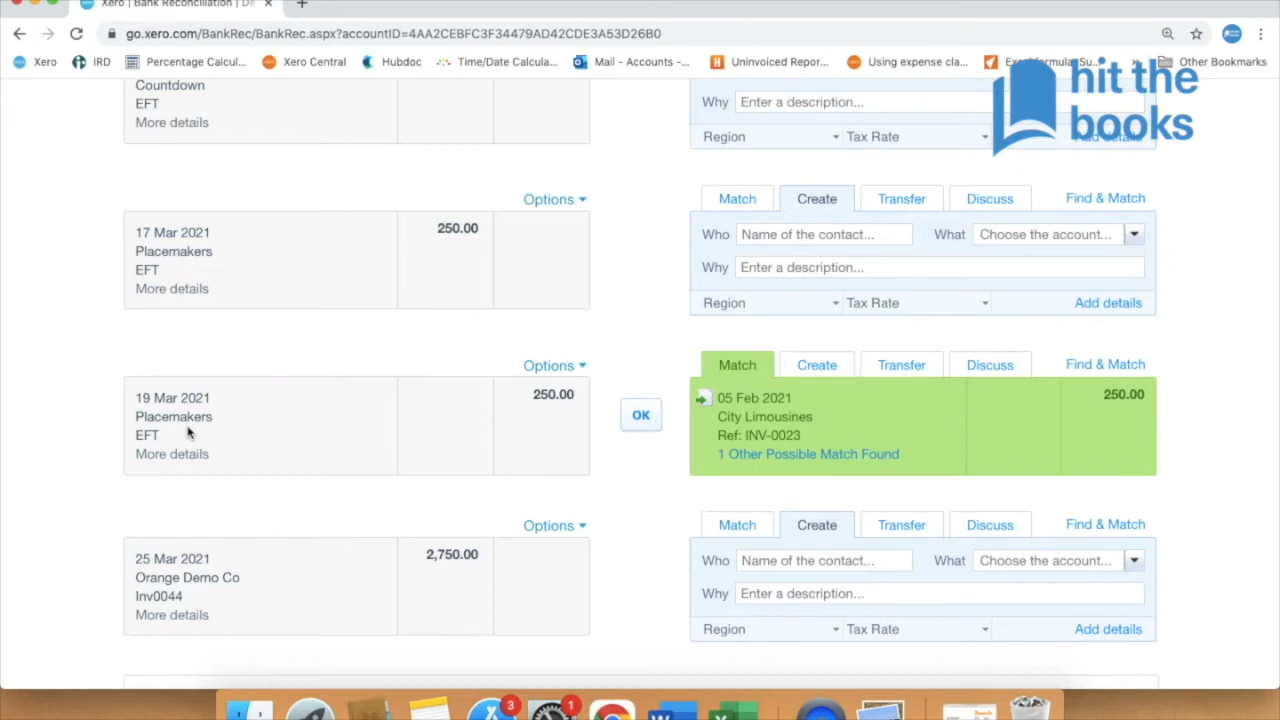 Xero | Bank Reconciliation | De
go.xero.com/BankRec/BankRec.aspx?accountID=4AA2CEBFC3F34479AD42CDE3A53D26B0
Xero IRD Percentage Calcul... Xero Central Hubdoc Time/Date Calcula... Mail - Accounts -... Uninvoiced Repor... Using expense cla... Other Bookmarks
hit the
books
Countdown
EFT
More details
Why Enter a description...
Region Tax Rate Add details
Options
Match Create Transfer Discuss Find & Match
17 Mar 2021 250.00
Placemakers
EFT
More details
Who Name of the contact... What Choose the account...
Why Enter a description...
Region Tax Rate Add details
Options
Match Create Transfer Discuss Find & Match
19 Mar 2021 250.00
Placemakers
EFT
More details
OK
05 Feb 2021 250.00
City Limousines
Ref: INV-0023
1 Other Possible Match Found
Options
Match Create Transfer Discuss Find & Match
25 Mar 2021 2,750.00
Orange Demo Co
Inv0044
More details
Who Name of the contact... What Choose the account...
Why Enter a description...
Region Tax Rate Add details
3
1